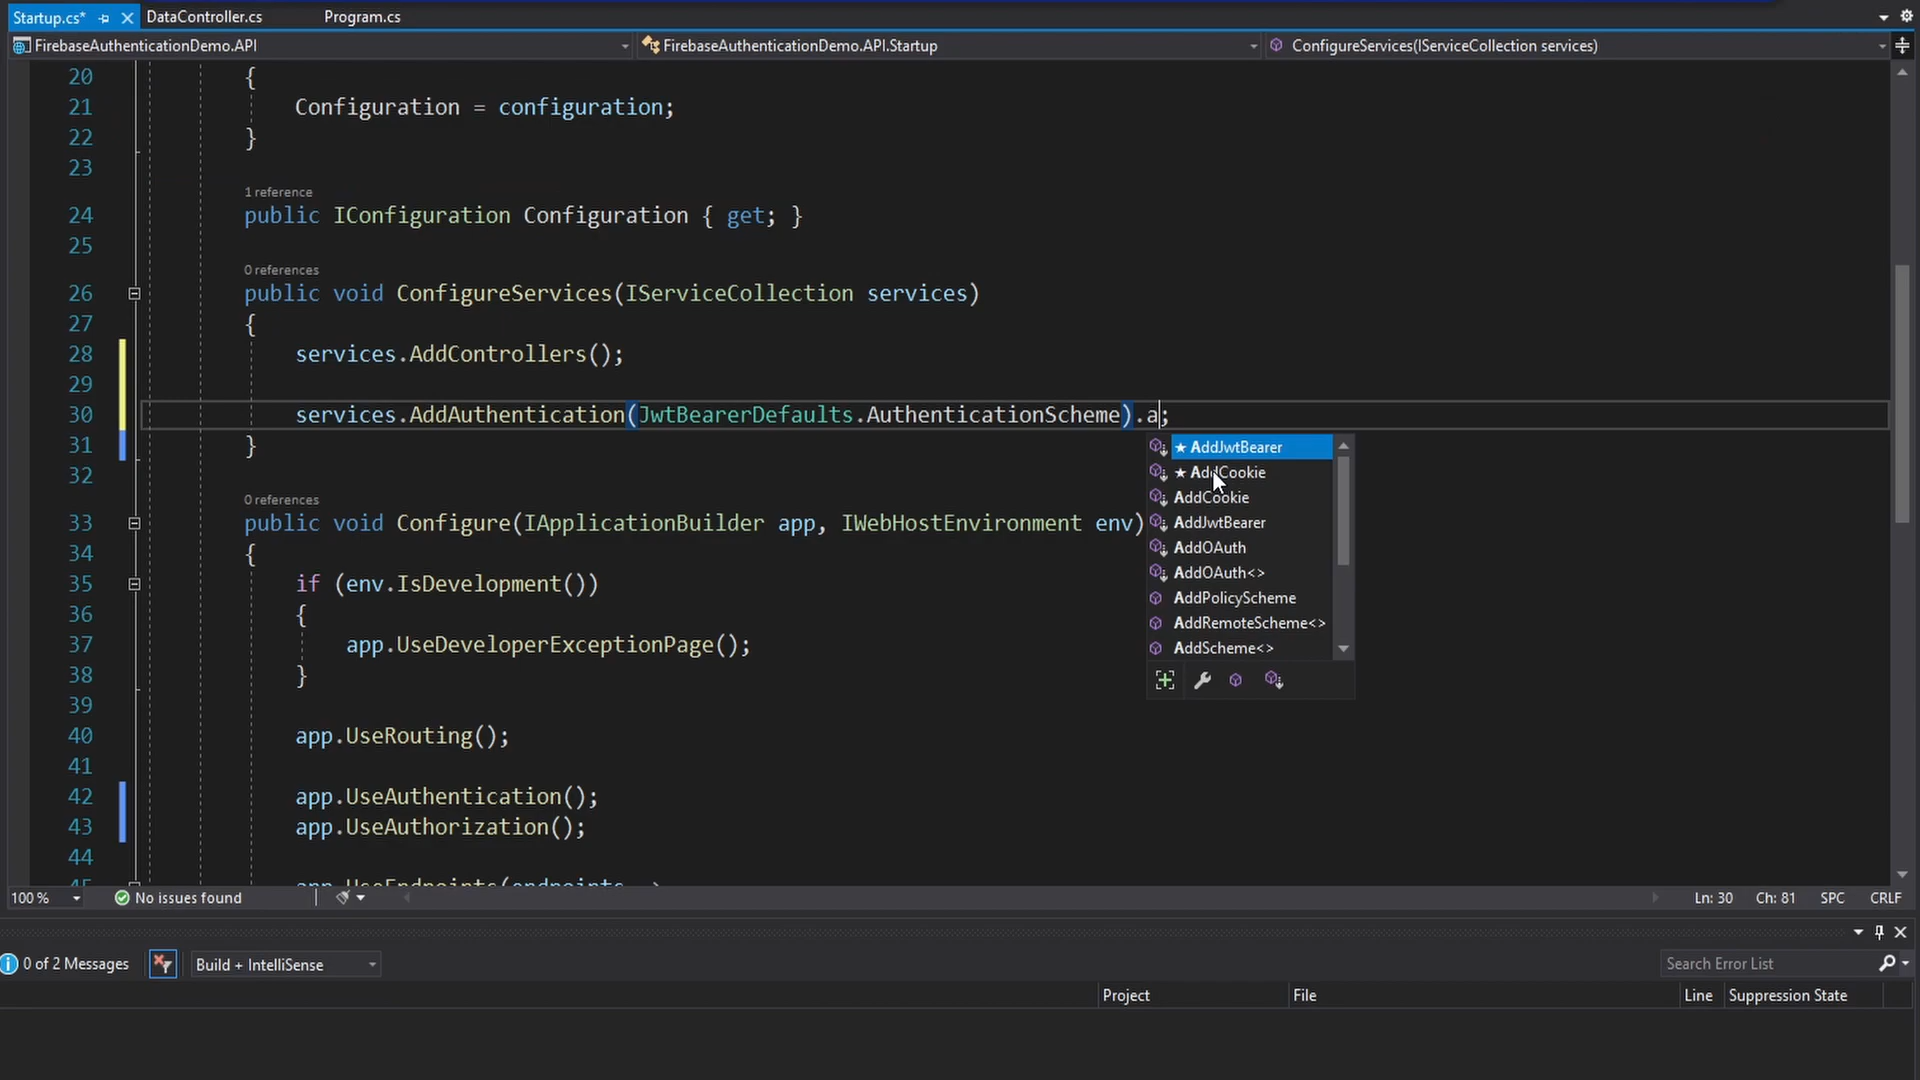 Startup.cs* DataController.cs Program.cs
FirebaseAuthenticationDemo.API FirebaseAuthenticationDemo.API.Startup ConfigureServices(IServiceCollection services)
20 {
21 Configuration = configuration;
22 }
23
1 reference
24 public IConfiguration Configuration { get; }
25
0 references
26 public void ConfigureServices(IServiceCollection services)
27 {
28 services.AddControllers();
29
30 services.AddAuthentication(JwtBearerDefaults.AuthenticationScheme).a;
31 }
★ AddJwtBearer
32
★ AddCookie
AddCookie
0 references
33 public void Configure(IApplicationBuilder app, IWebHostEnvironment env)
AddJwtBearer
34 {
AddOAuth
35 if (env.IsDevelopment())
AddOAuth<>
36 {
AddPolicyScheme
AddRemoteScheme<>
37 app.UseDeveloperExceptionPage();
AddScheme<>
38 }
39
40 app.UseRouting();
41
42 app.UseAuthentication();
43 app.UseAuthorization();
44
45 app.UseEndpoints(endpoints =>
100 % No issues found Ln: 30 Ch: 81 SPC CRLF
0 of 2 Messages Build + IntelliSense Search Error List
Project File Line Suppression State